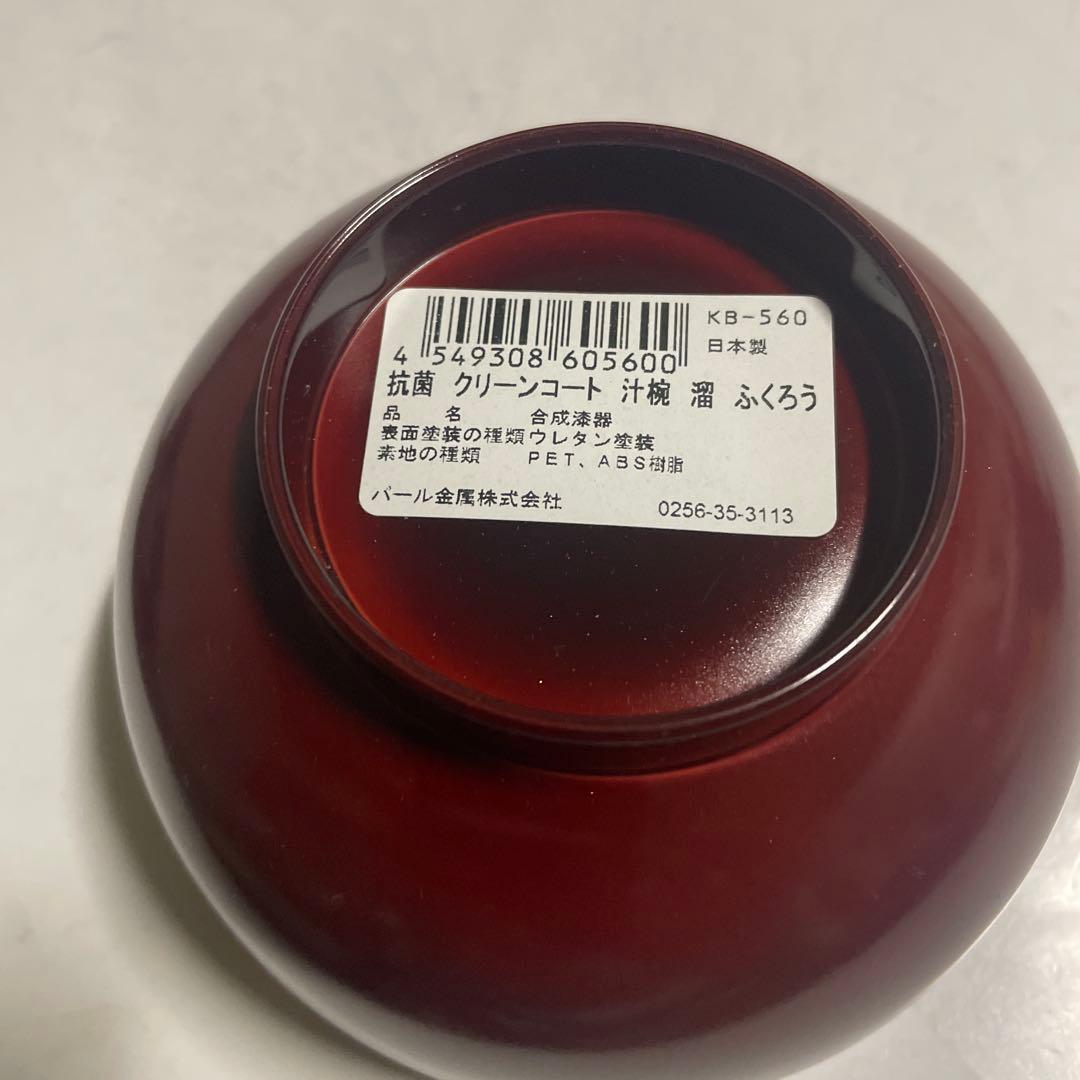 KB-560
日本製
4 549308 605600
抗菌 クリーンコート 汁椀 溜 ふくろう
品 名 合成漆器
表面塗装の種類 ウレタン塗装
素地の種類 PET、ABS樹脂
パール金属株式会社 0256-35-3113